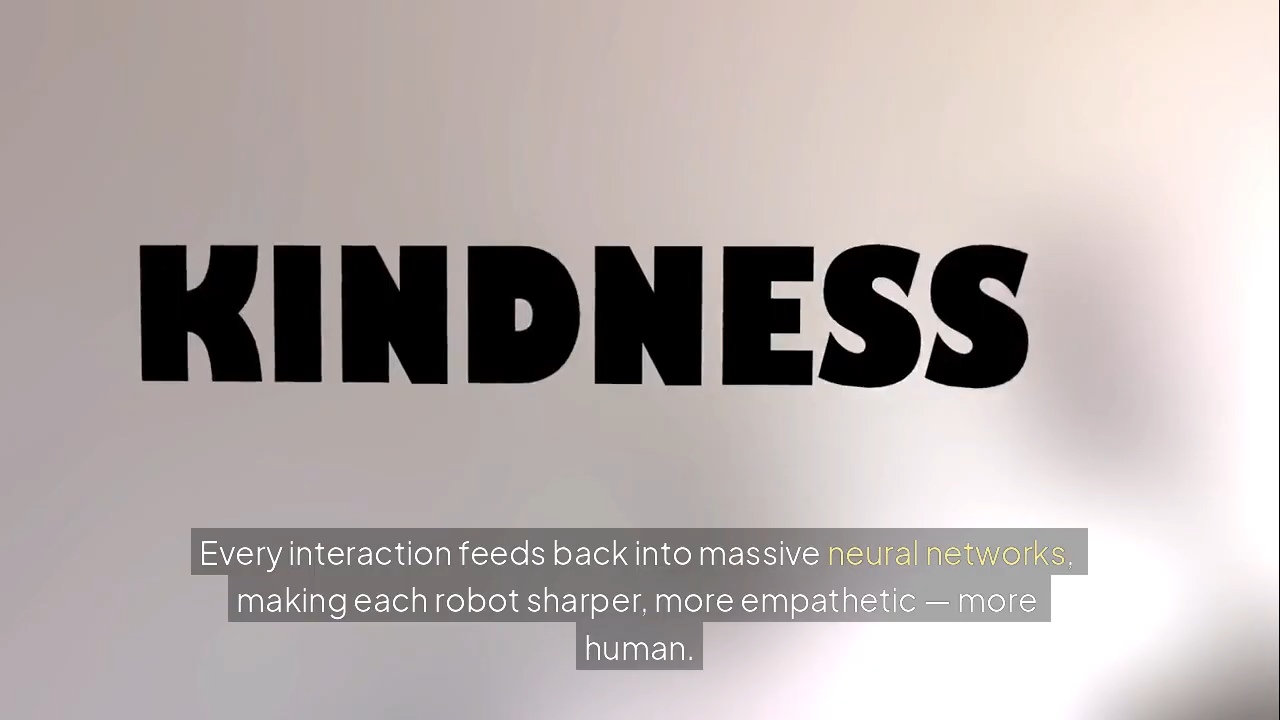 KINDNESS
Every interaction feeds back into massive neural networks,
making each robot sharper, more empathetic — more
human.